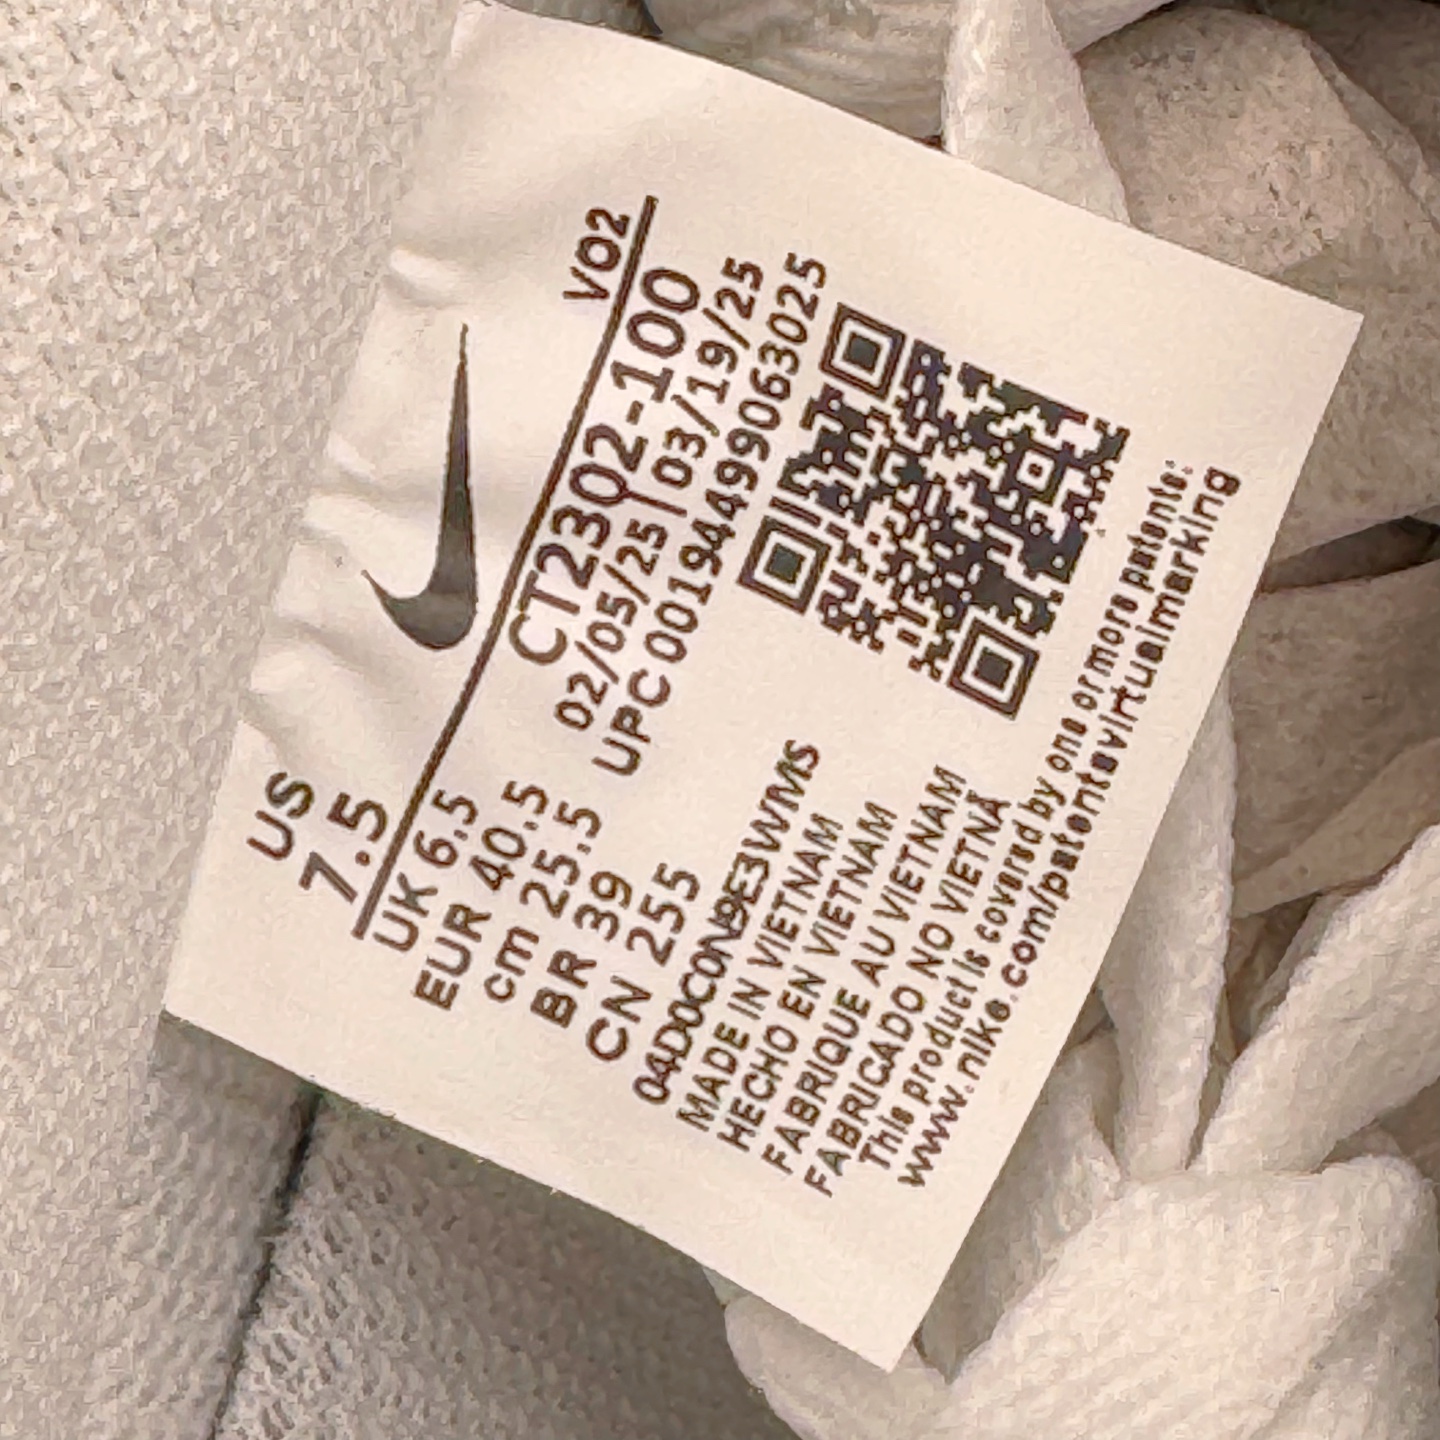 US
7.5
VO2
UK 6.5
EUR 40.5
cm 25.5
BR 39
CN 255
CT2302-100
02/05/25|03/19/25
UPC 00194499063025
04D0C0N9E3WMS
MADE IN VIETNAM
HECHO EN VIETNAM
FABRIQUE AU VIETNAM
FABRICADO NO VIETNÃ
This product is covered by one or more patents:
www.nike.com/patentsvirtualmarking